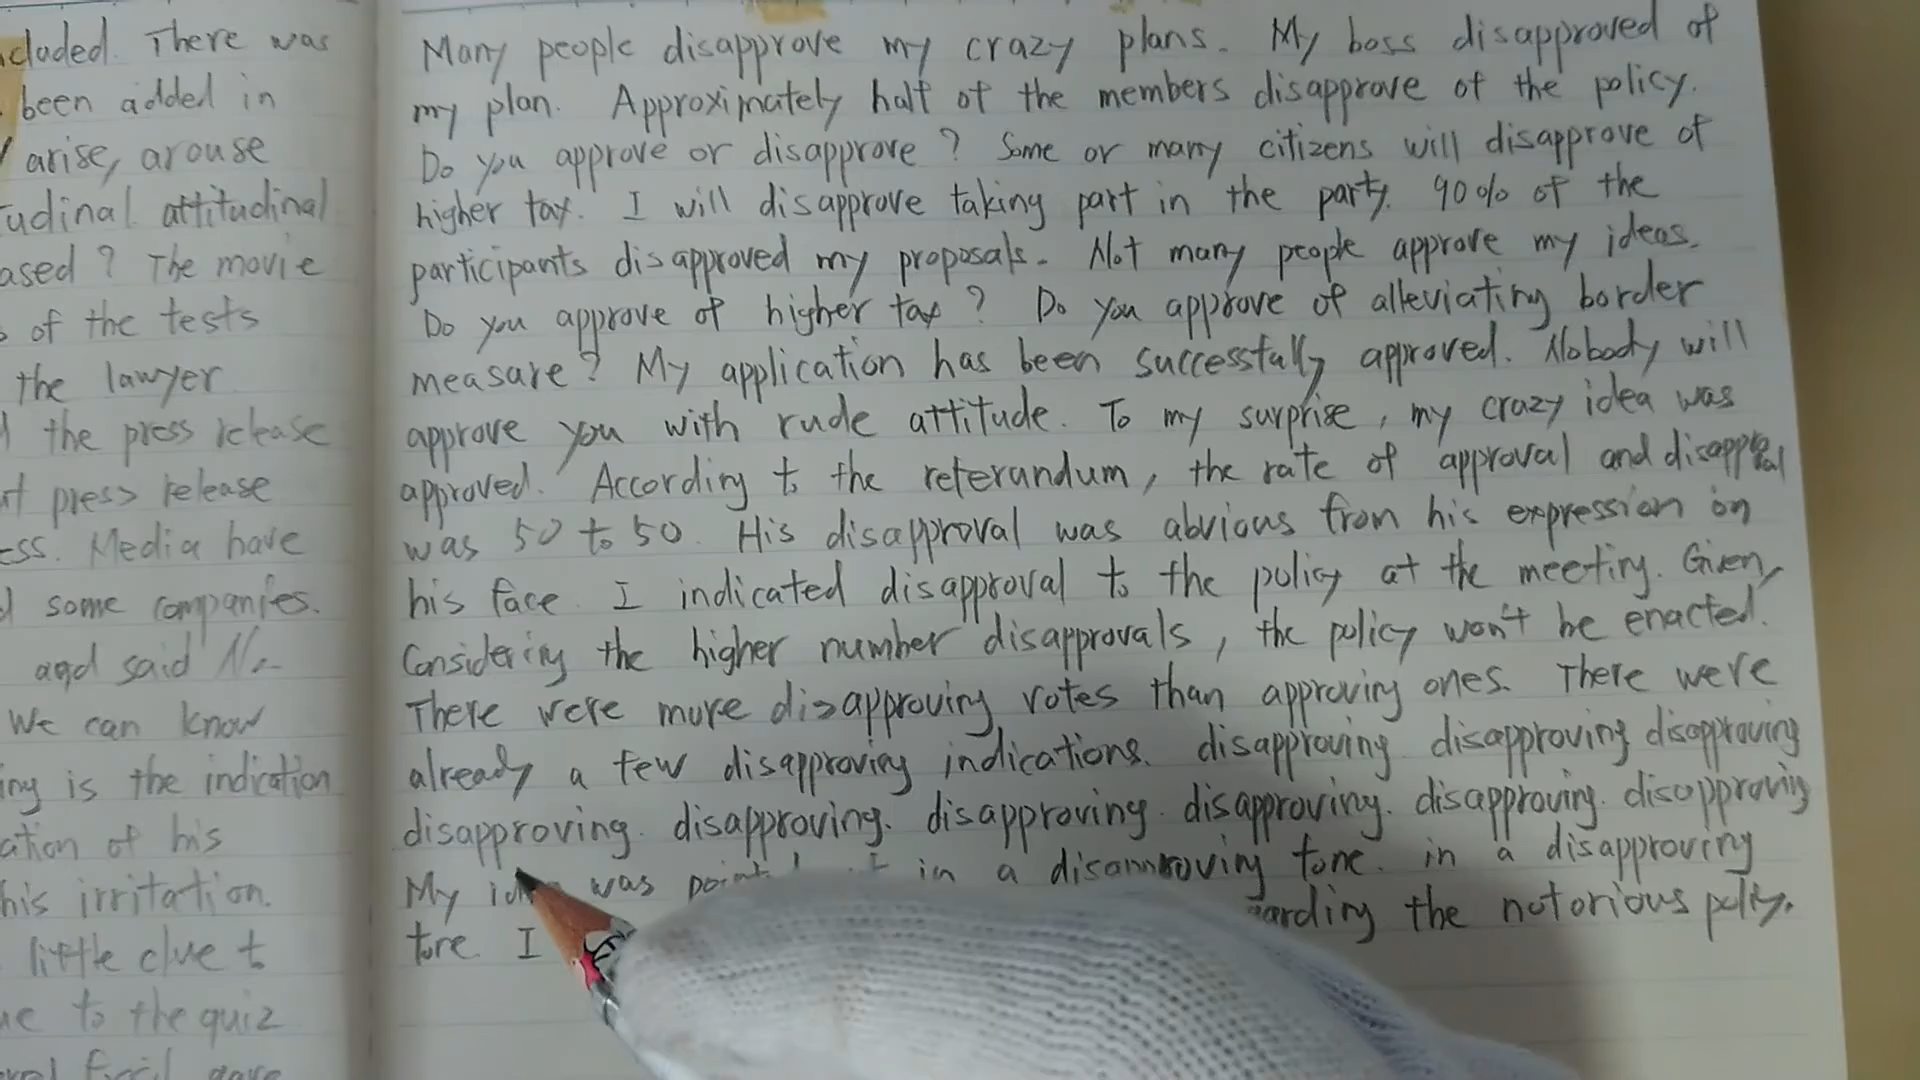 cluded. There was
been added in
arise, arouse
tudinal attitudinal
ased? The movie
s of the tests
the lawyer
the press release
press release
ess. Media have
some companies.
and said No
We can know
ing is the indication
ation of his
his irritation.
little clue to
to the quiz
Many people disapprove my crazy plans. My boss disapproved of
my plan. Approximately half of the members disapprove of the policy.
Do you approve or disapprove? Some or many citizens will disapprove of
higher tax. I will disapprove taking part in the party. 90% of the
participants disapproved my proposals. Not many people approve my ideas.
Do you approve of higher tax? Do you approve of alleviating border
measure? My application has been successfully approved. Nobody will
approve you with rude attitude. To my surprise, my crazy idea was
approved. According to the referandum, the rate of approval and disapproval
was 50 to 50. His disapproval was abvious from his expression on
his face. I indicated disapproval to the policy at the meeting. Given,
Considering the higher number disapprovals, the policy won't be enacted.
There were more disapproving votes than approving ones. There were
already a few disapproving indications. disapproving disapproving disapproving
disapproving. disapproving. disapproving. disapproving. disapproving. disapproving
My was in a disapproving tone. in a disapproving
tone. I arding the notorious policy.